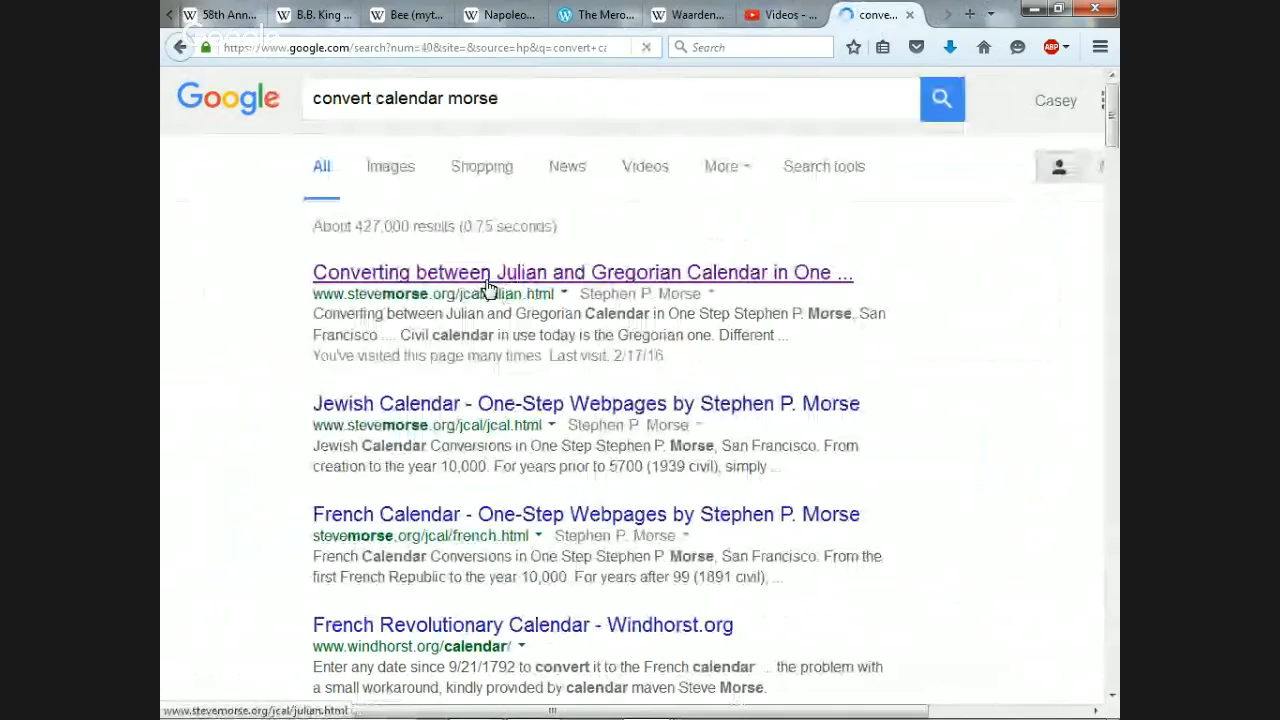 58th Ann...
B.B. King ...
Bee (myt...
Napoleo...
The Mero...
Waarden...
Videos - ...
conve...
https://www.google.com/search?num=40&site=&source=hp&q=convert+c
Search
ABP
Google
Google
convert calendar morse
Casey
All
Images
Shopping
News
Videos
More
Search tools
About 427,000 results (0.75 seconds)
Converting between Julian and Gregorian Calendar in One ...
www.stevemorse.org/jcal/julian.html Stephen P. Morse
Converting between Julian and Gregorian Calendar in One Step Stephen P. Morse, San
Francisco .... Civil calendar in use today is the Gregorian one. Different ...
You've visited this page many times. Last visit: 2/17/16
Jewish Calendar - One-Step Webpages by Stephen P. Morse
www.stevemorse.org/jcal/jcal.html Stephen P. Morse
Jewish Calendar Conversions in One Step Stephen P. Morse, San Francisco. From
creation to the year 10,000. For years prior to 5700 (1939 civil), simply ...
French Calendar - One-Step Webpages by Stephen P. Morse
stevemorse.org/jcal/french.html Stephen P. Morse
French Calendar Conversions in One Step Stephen P. Morse, San Francisco. From the
first French Republic to the year 10,000. For years after 99 (1891 civil), ...
French Revolutionary Calendar - Windhorst.org
www.windhorst.org/calendar/
Enter any date since 9/21/1792 to convert it to the French calendar ... the problem with
a small workaround, kindly provided by calendar maven Steve Morse.
www.stevemorse.org/jcal/julian.html